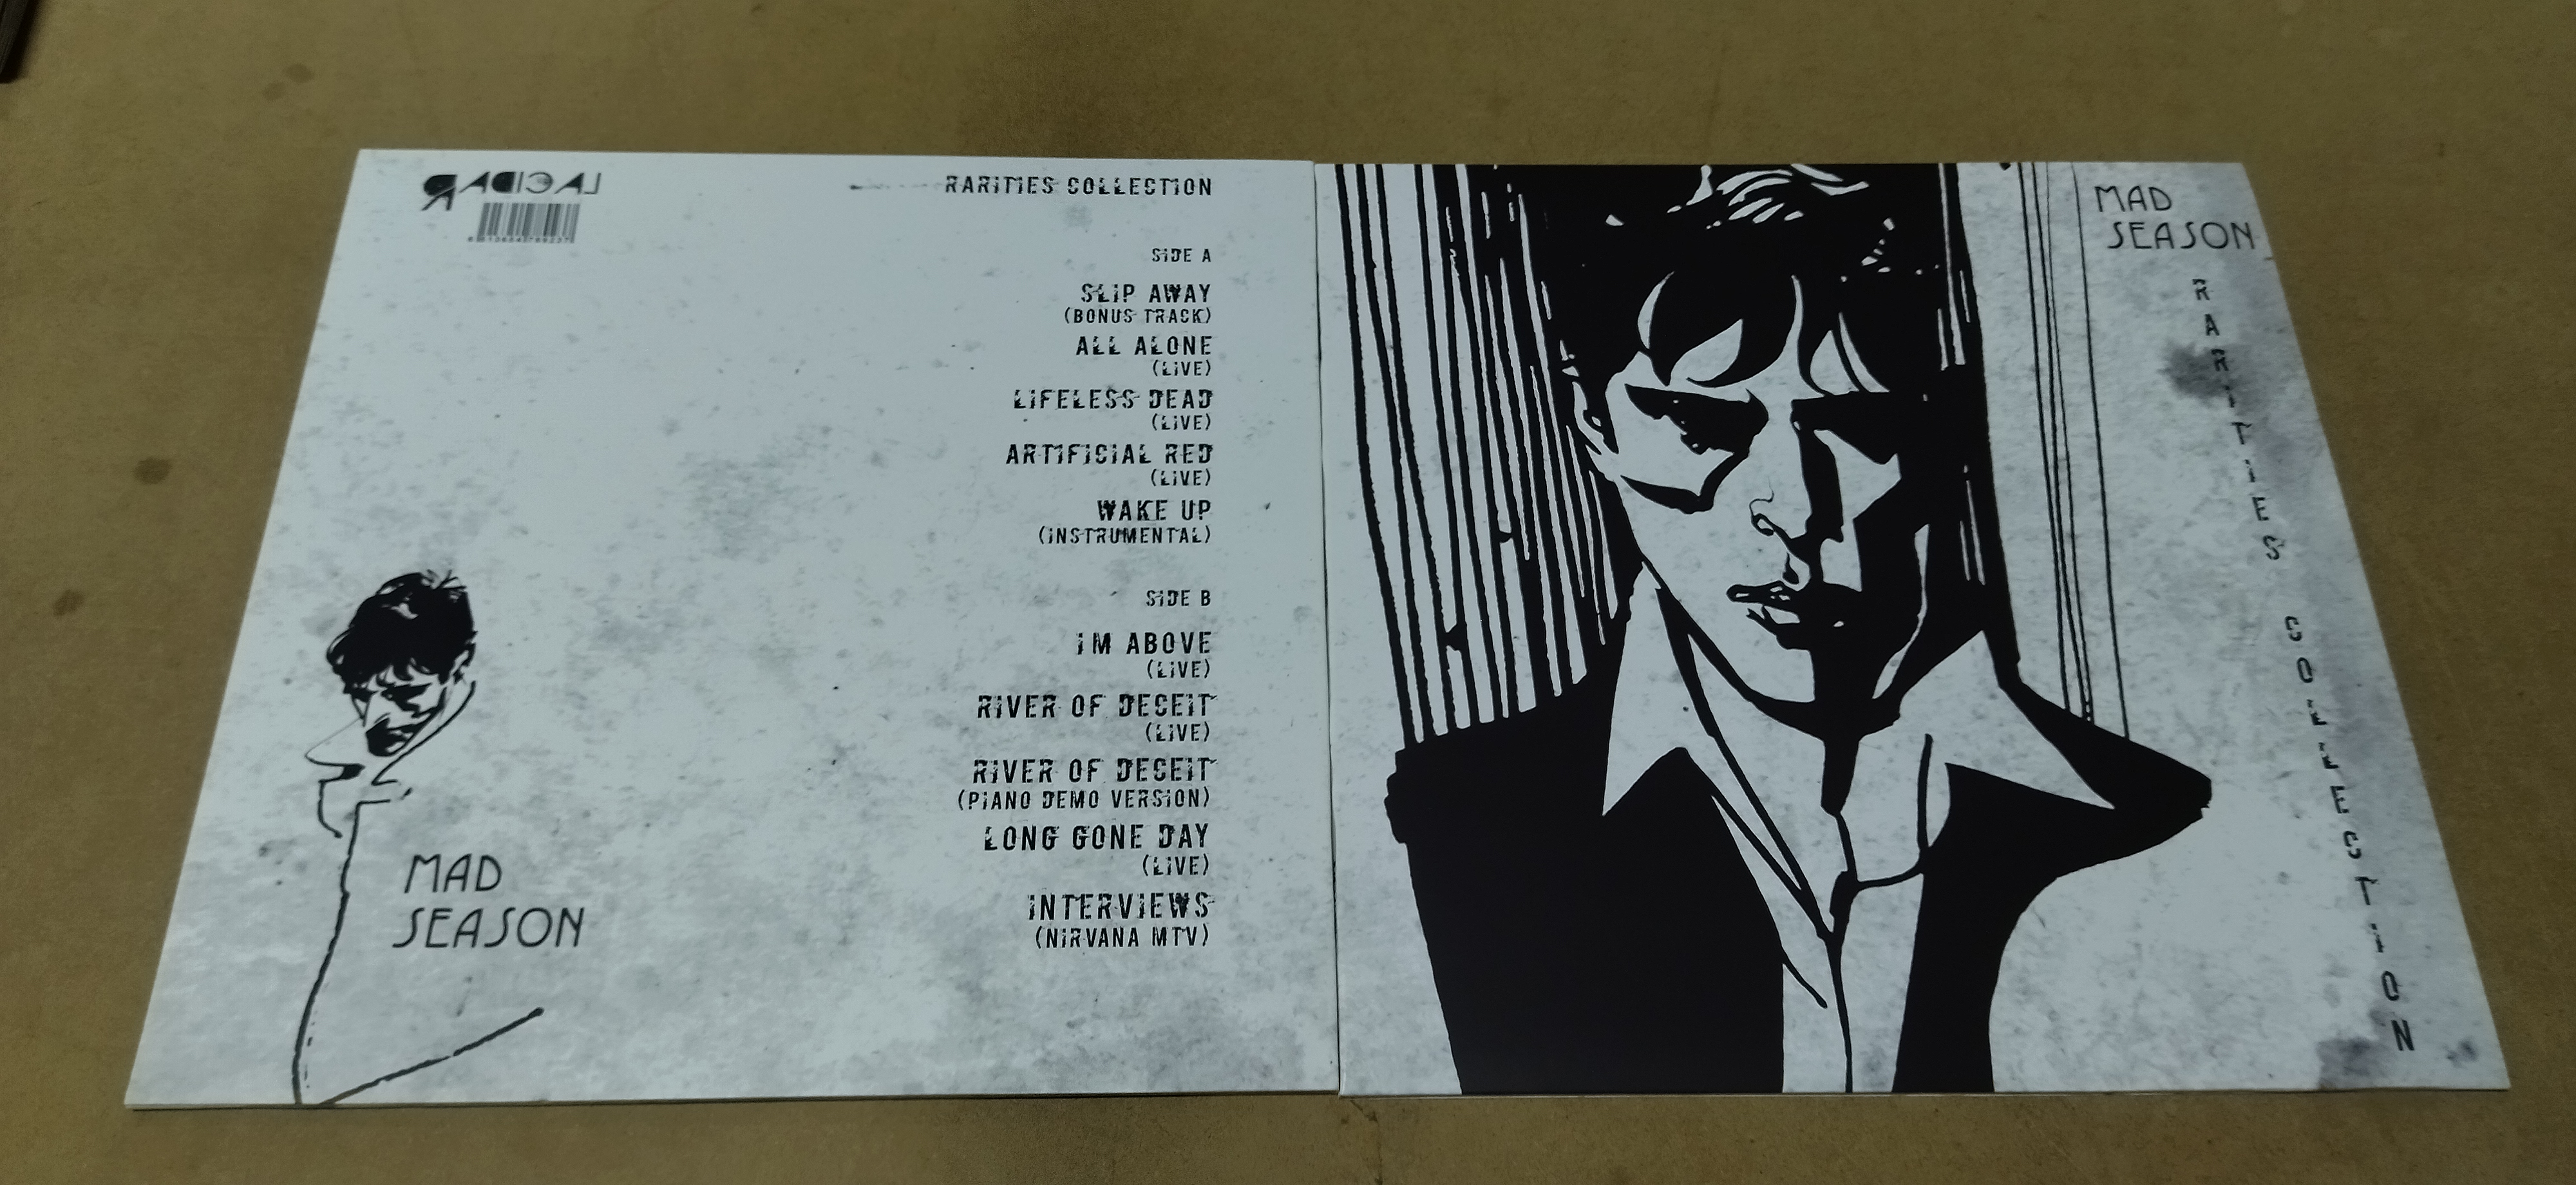 RADICAL
RARITIES COLLECTION
SIDE A
SLIP AWAY
(BONUS TRACK)
ALL ALONE
(LIVE)
LIFELESS DEAD
(LIVE)
ARTIFICIAL RED
(LIVE)
WAKE UP
(INSTRUMENTAL)
SIDE B
IM ABOVE
(LIVE)
RIVER OF DECEIT
(LIVE)
RIVER OF DECEIT
(PIANO DEMO VERSION)
LONG GONE DAY
(LIVE)
INTERVIEWS
(NIRVANA MTV)
MAD
SEASON
MAD
SEASON
RARITIES COLLECTION